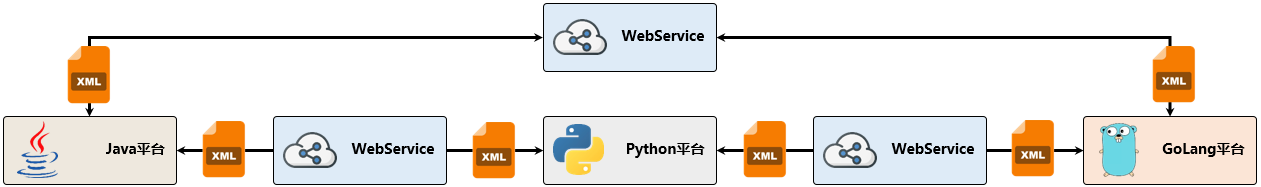 WebService
XML
XML
Java平台
XML
WebService
XML
Python平台
XML
WebService
XML
GoLang平台